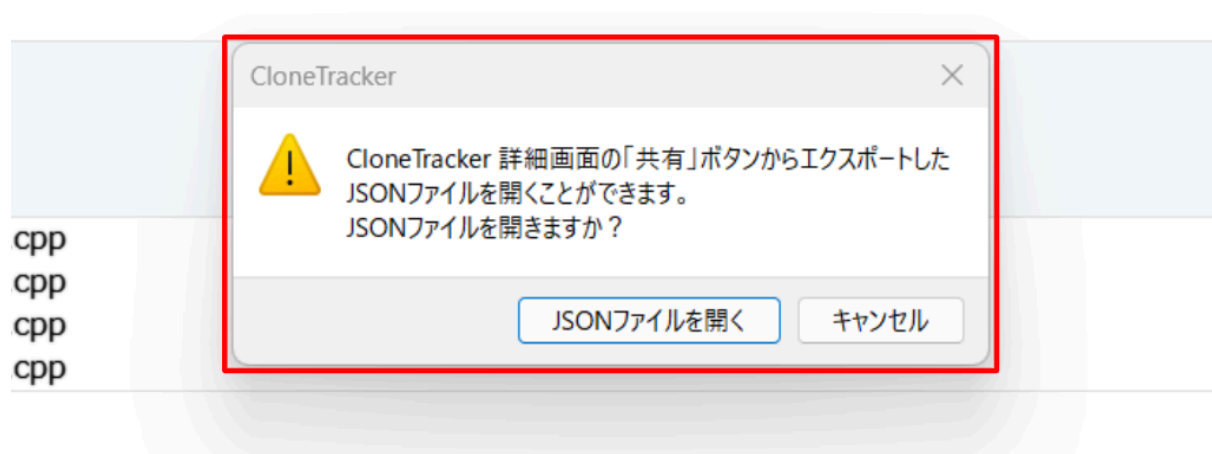 CloneTracker
CloneTracker 詳細画面の「共有」ボタンからエクスポートした
JSONファイルを開くことができます。
JSONファイルを開きますか？
JSONファイルを開く
キャンセル
.cpp
.cpp
.cpp
.cpp